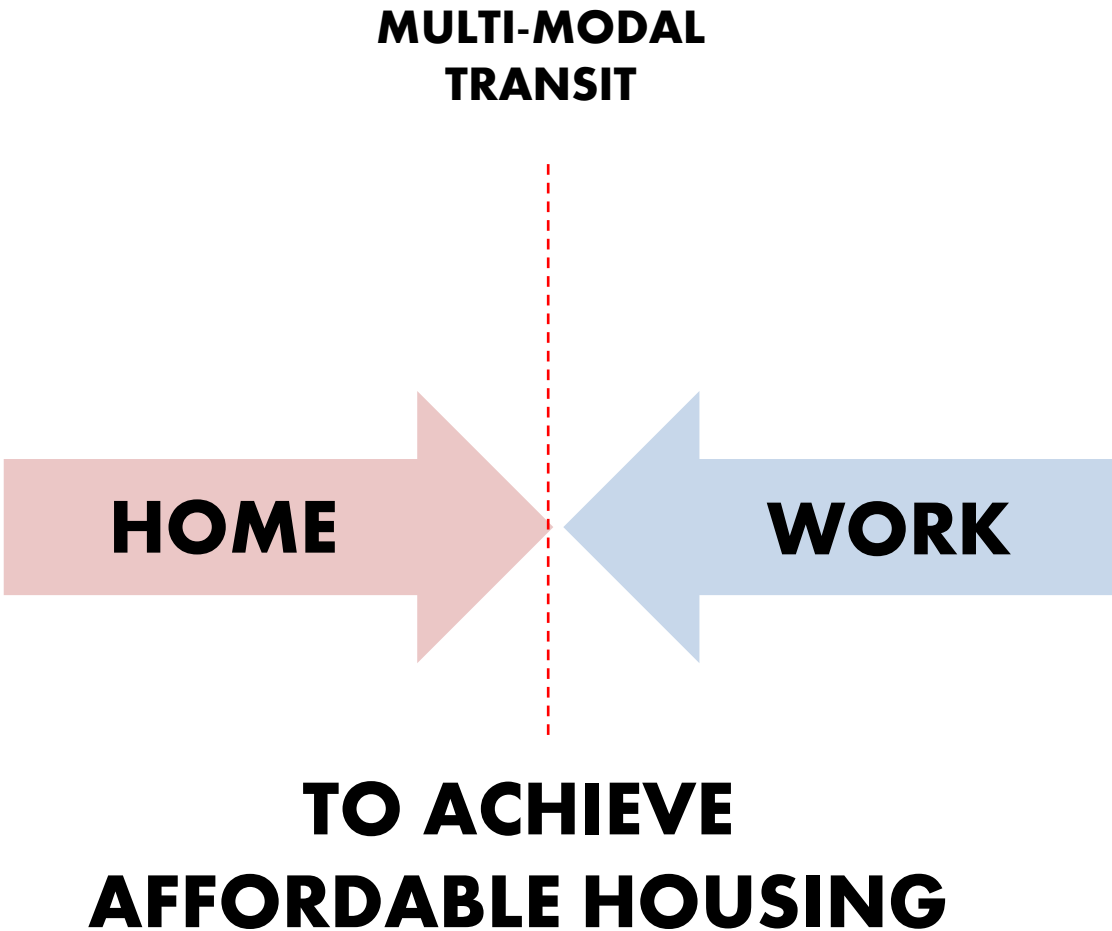 MULTI-MODAL
TRANSIT
HOME
WORK
TO ACHIEVE
AFFORDABLE HOUSING